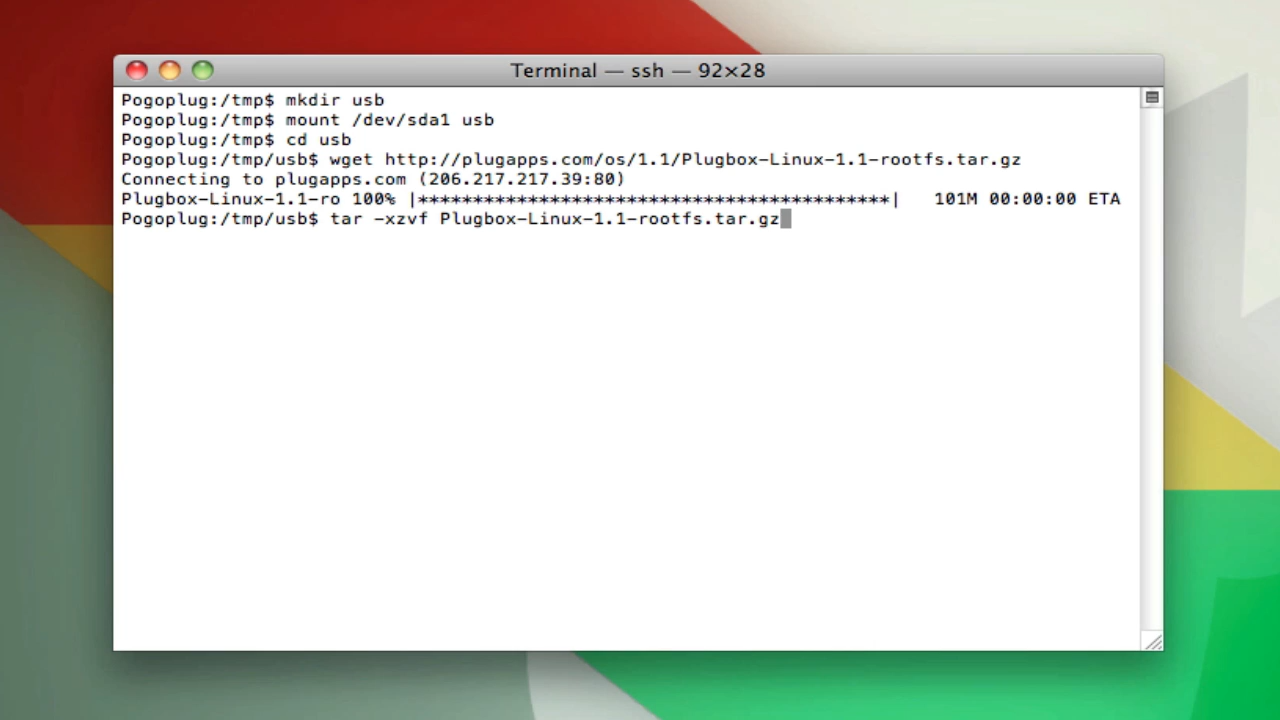 Terminal — ssh — 92×28
Pogoplug:/tmp$ mkdir usb
Pogoplug:/tmp$ mount /dev/sda1 usb
Pogoplug:/tmp$ cd usb
Pogoplug:/tmp/usb$ wget http://plugapps.com/os/1.1/Plugbox-Linux-1.1-rootfs.tar.gz
Connecting to plugapps.com (206.217.217.39:80)
Plugbox-Linux-1.1-ro 100% |*******************************************| 101M 00:00:00 ETA
Pogoplug:/tmp/usb$ tar -xzvf Plugbox-Linux-1.1-rootfs.tar.gz